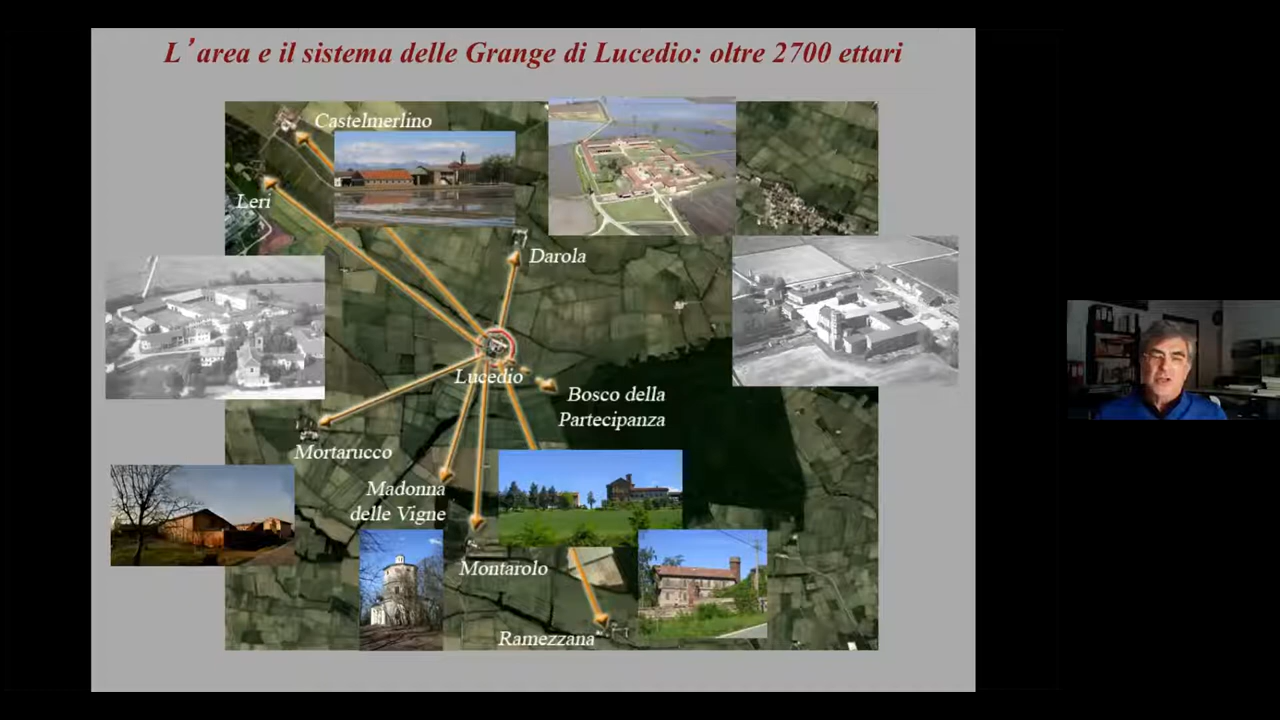 L'area e il sistema delle Grange di Lucedio: oltre 2700 ettari
Castelmerlino
Leri
Darola
Lucedio
Bosco della
Partecipanza
Mortarucco
Madonna
delle Vigne
Montarolo
Ramezzana